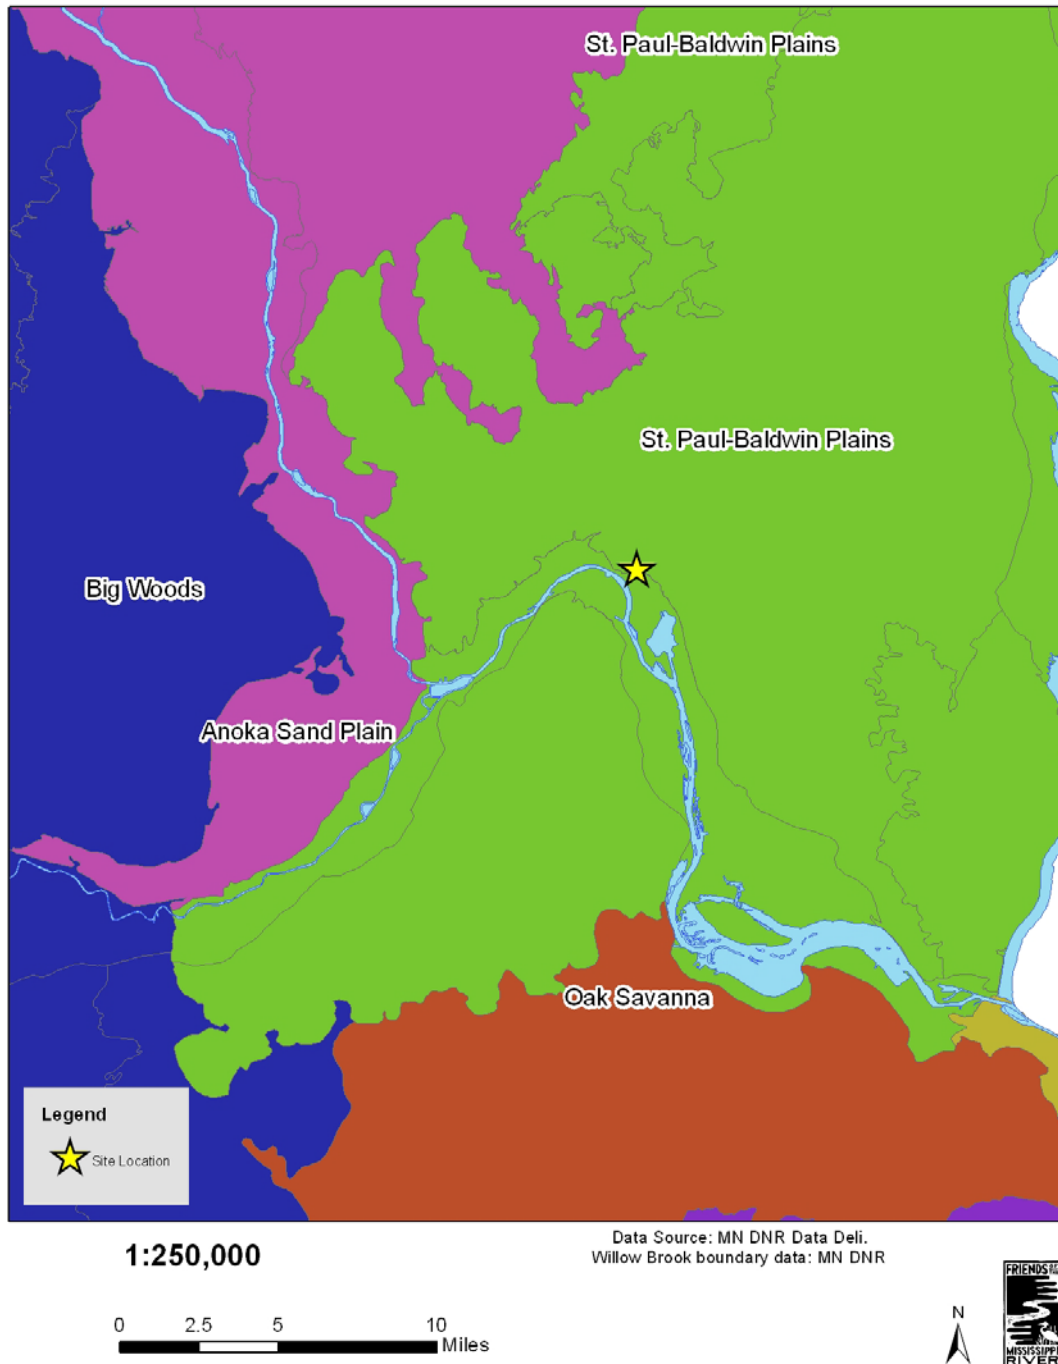 St. Paul-Baldwin Plains
St. Paul-Baldwin Plains
Big Woods
Anoka Sand Plain
Oak Savanna
Legend
Site Location
1:250,000
Data Source: MN DNR Data Deli.
Willow Brook boundary data: MN DNR
0 2.5 5 10
Miles
N
FRIENDS
MISSISSIPPI
RIVER